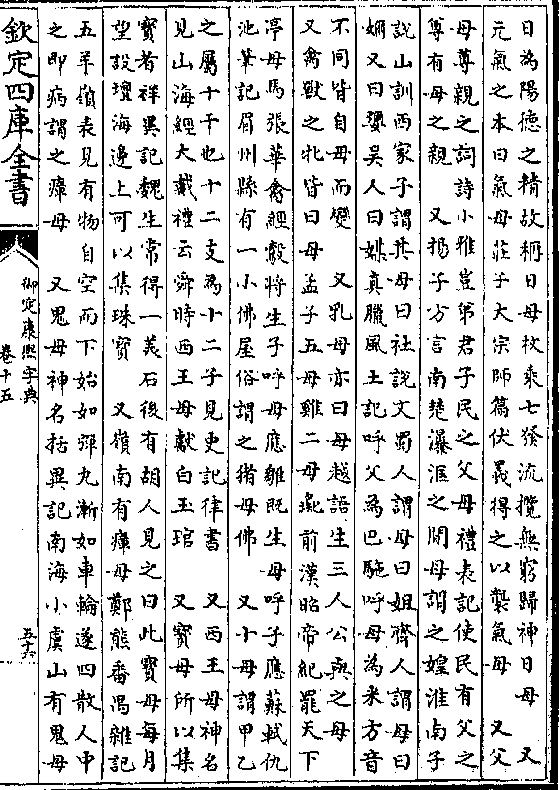 日為陽德之精故稱日母枚乘七發流攬無窮歸神日母　又
元氣之本曰氣母莊子大宗師篇伏羲得之以襲氣母　又父
母尊親之詞詩小雅豈弟君子民之父母禮表記使民有父之
尊有母之親　又揚子方言南楚瀑洭之間母謂之媓淮南子
說山訓西家子謂其母曰社說文蜀人謂母曰姐齊人謂母曰
嬭又曰㜷吳人曰媒真臘風土記呼父為巴駞呼母為米方音
不同皆自母而變　又乳母亦曰母越語生三人公與之母
又禽獸之牝皆曰母孟子五母雞二母彘前漢昭帝紀罷天下
亭母馬張華禽經鷇將生子呼母應雛既生母呼子應蘇軾仇
池筆記眉州縣有一小佛屋俗謂之猪母佛　又十母謂甲乙
之屬十干也十二支為十二子見史記律書　又西王母神名
見山海經大戴禮云舜時西王母獻白玉琯　又寶母所以集
寶者祥異記魏生常得一美石後有胡人見之曰此寶母每月
望設壇海邊上可以集珠寶　又嶺南有瘴母鄭熊番禺雜記
五羊嶺表見有物自空而下始如彈丸漸如車輪遂四散人中
之即病謂之瘴母　又鬼母神名括異記南海小虞山有鬼母
欽定四庫全書
御定康熙字典
卷十五
五十六